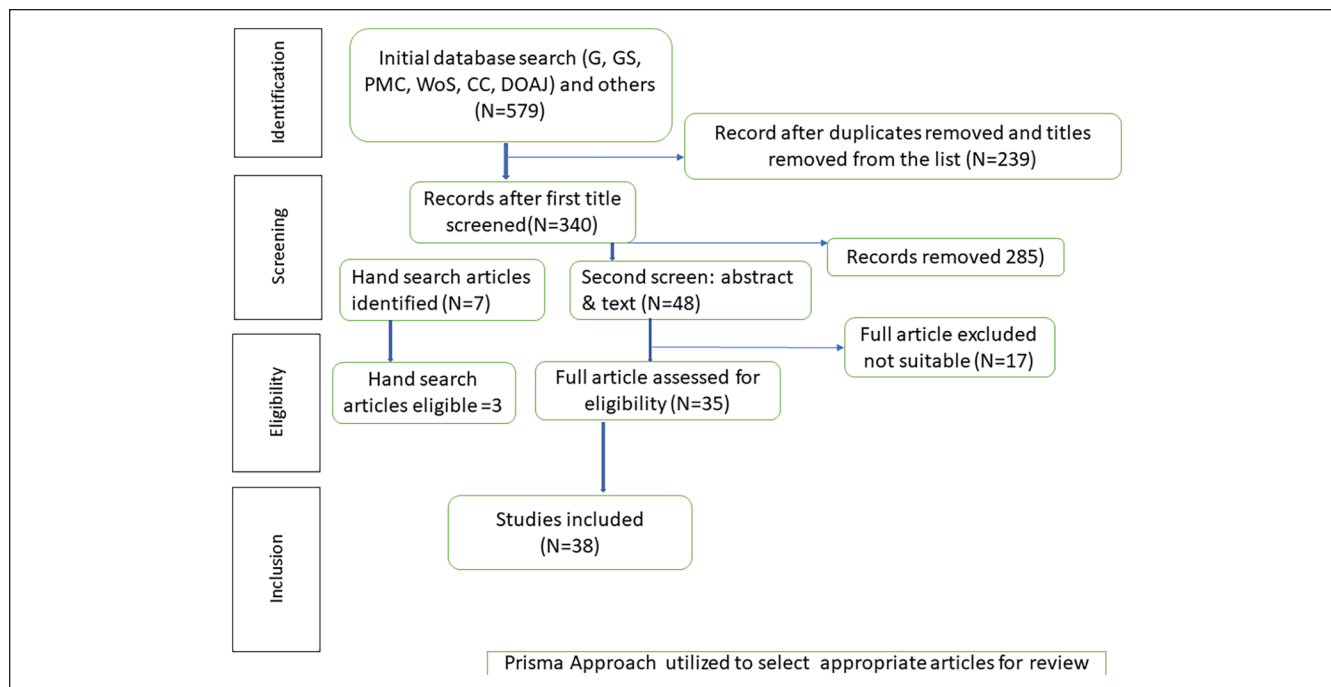 Identification
Initial database search (G, GS,
PMC, WoS, CC, DOAJ) and others
(N=579)
Record after duplicates removed and titles
removed from the list (N=239)
Screening
Records after first title
screened(N=340)
Records removed 285)
Hand search articles
identified (N=7)
Second screen: abstract
& text (N=48)
Eligibility
Full article excluded
not suitable (N=17)
Hand search
articles eligible =3
Full article assessed for
eligibility (N=35)
Inclusion
Studies included
(N=38)
Prisma Approach utilized to select appropriate articles for review